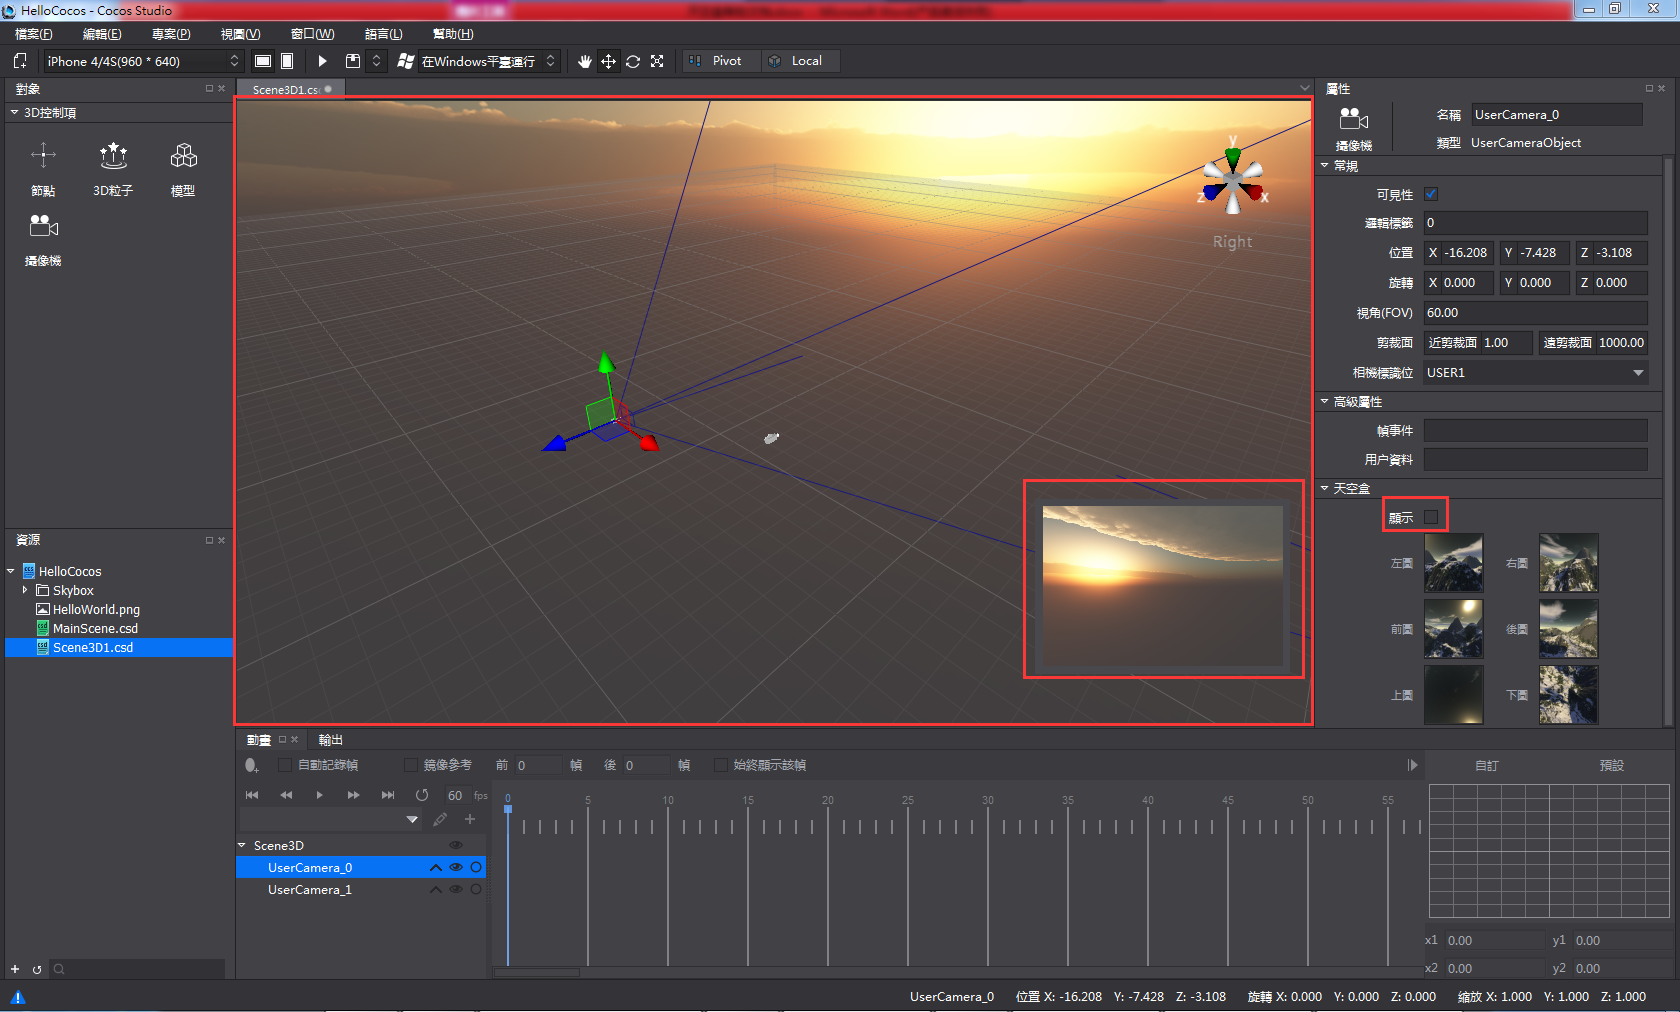 HelloCocos - Cocos Studio
檔案(F) 編輯(E) 專案(P) 視圖(V) 窗口(W) 語言(L) 幫助(H)
iPhone 4/4S(960 * 640) 在Windows平臺運行 Pivot Local
對象
3D控制項
節點 3D粒子 模型
攝像機
Scene3D1.cs
y
z x
Right
屬性
攝像機
名稱 UserCamera_0
類型 UserCameraObject
常規
可見性
邏輯標籤 0
位置 X -16.208 Y -7.428 Z -3.108
旋轉 X 0.000 Y 0.000 Z 0.000
視角(FOV) 60.00
剪裁面 近剪裁面 1.00 遠剪裁面 1000.00
相機標識位 USER1
高級屬性
幀事件
用户資料
天空盒
顯示
左圖 右圖
前圖 後圖
上圖 下圖
資源
HelloCocos
Skybox
HelloWorld.png
MainScene.csd
Scene3D1.csd
動畫 輸出
自動記錄幀 鏡像參考 前 0 幀 後 0 幀 始終顯示該幀
60 fps
0 5 10 15 20 25 30 35 40 45 50 55
Scene3D
UserCamera_0
UserCamera_1
自訂 預設
x1 0.00 y1 0.00
x2 0.00 y2 0.00
UserCamera_0 位置 X: -16.208 Y: -7.428 Z: -3.108 旋轉 X: 0.000 Y: 0.000 Z: 0.000 縮放 X: 1.000 Y: 1.000 Z: 1.000